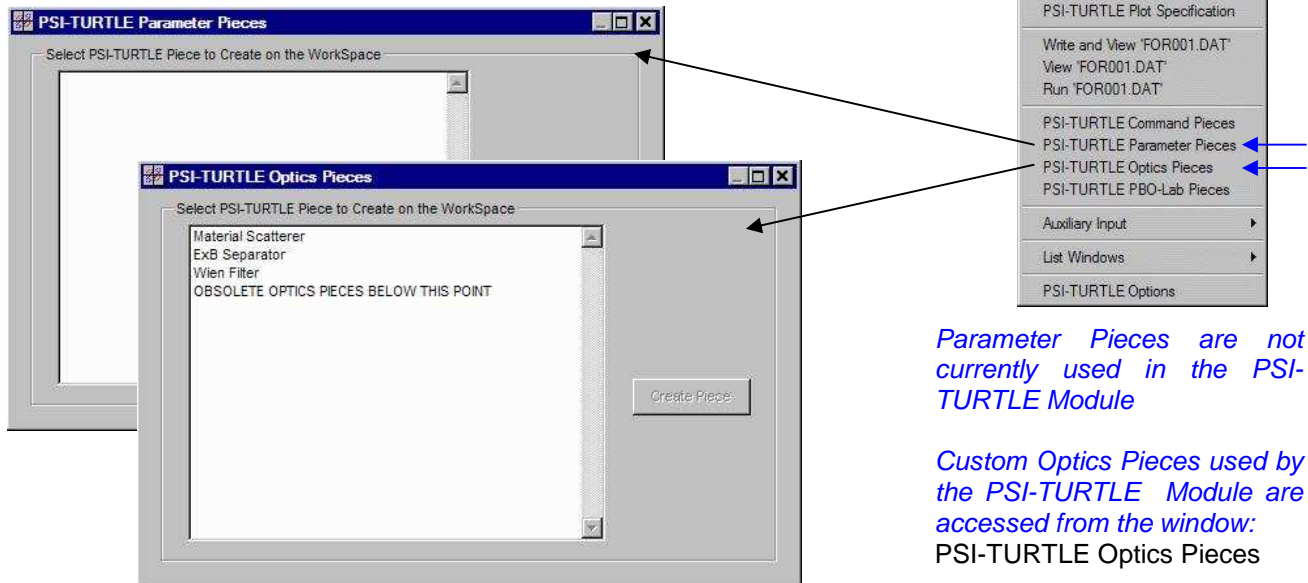 PSI-TURTLE Parameter Pieces
Select PSI-TURTLE Piece to Create on the WorkSpace
PSI-TURTLE Optics Pieces
Select PSI-TURTLE Piece to Create on the WorkSpace
Material Scatterer
ExB Separator
Wien Filter
OBSOLETE OPTICS PIECES BELOW THIS POINT
Create Piece
PSI-TURTLE Plot Specification
Write and View 'FOR001.DAT'
View 'FOR001.DAT'
Run 'FOR001.DAT'
PSI-TURTLE Command Pieces
PSI-TURTLE Parameter Pieces
PSI-TURTLE Optics Pieces
PSI-TURTLE PBO-Lab Pieces
Auxiliary Input
List Windows
PSI-TURTLE Options
Parameter Pieces are not
currently used in the PSI-
TURTLE Module
Custom Optics Pieces used by
the PSI-TURTLE Module are
accessed from the window:
PSI-TURTLE Optics Pieces